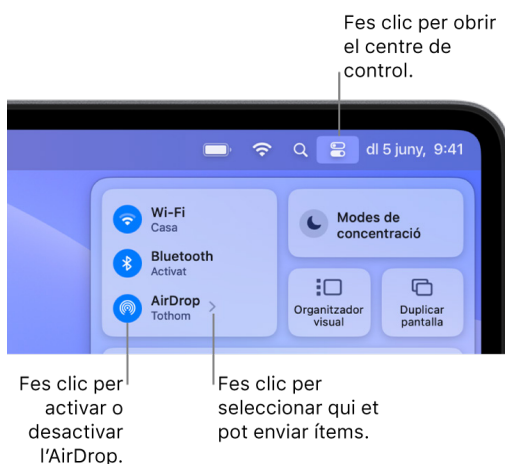 Fes clic per obrir
el centre de
control.
dl 5 juny, 9:41
Wi-Fi
Casa
Bluetooth
Activat
AirDrop
Tothom
Modes de
concentració
Organitzador
visual
Duplicar
pantalla
Fes clic per
activar o
desactivar
l’AirDrop.
Fes clic per
seleccionar qui et
pot enviar ítems.